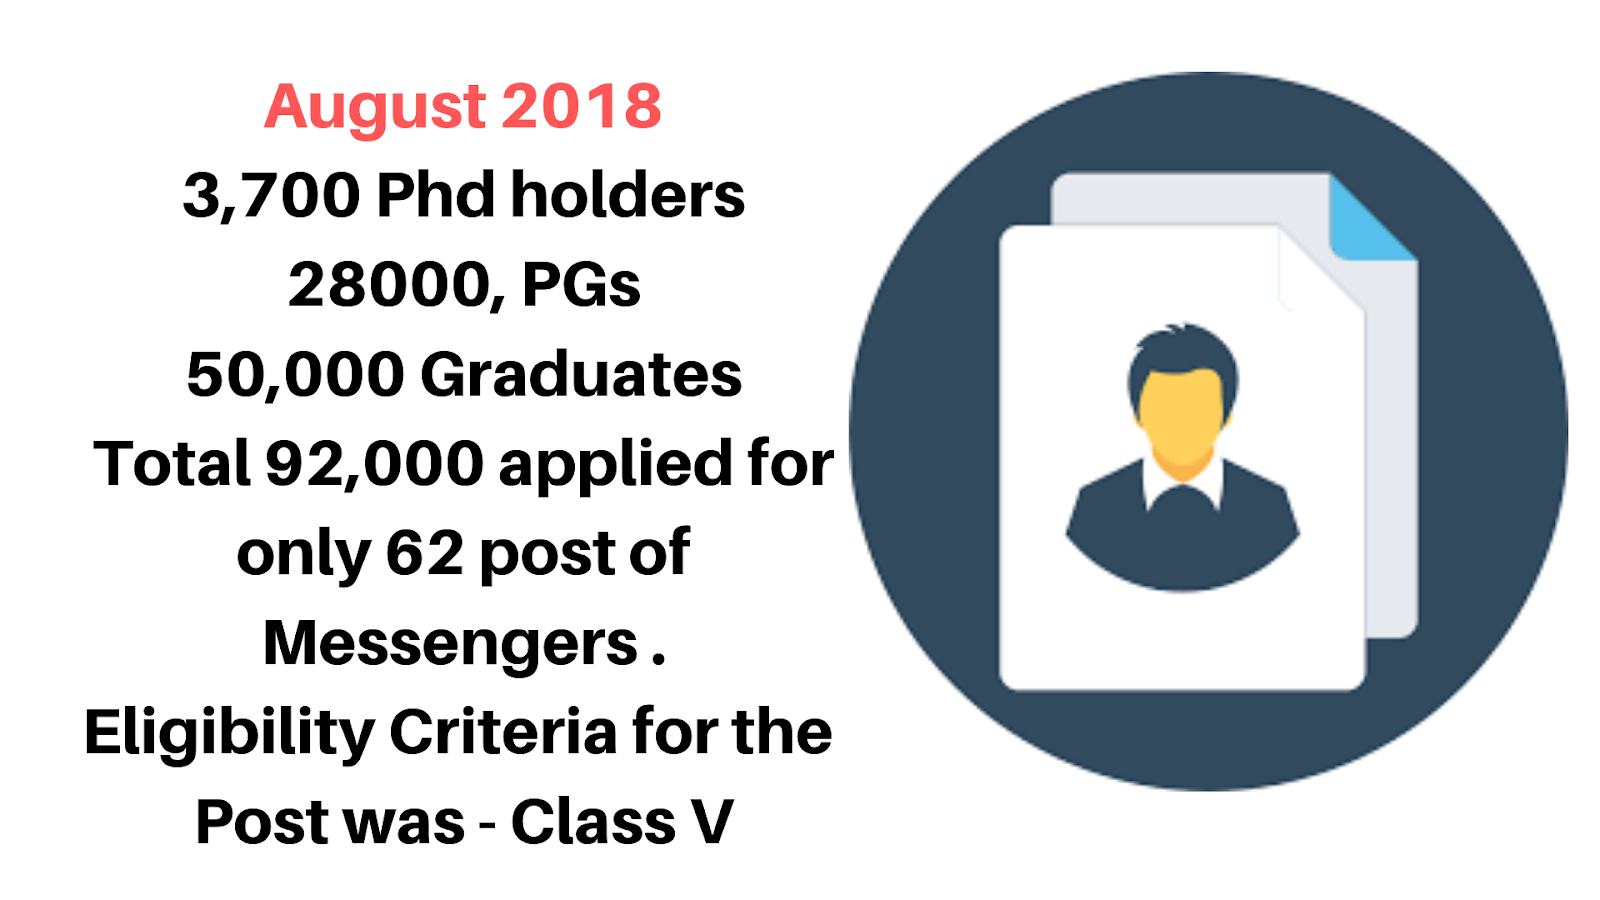 August 2018
3,700 Phd holders
28000, PGs
50,000 Graduates
Total 92,000 applied for
only 62 post of
Messengers .
Eligibility Criteria for the
Post was - Class V